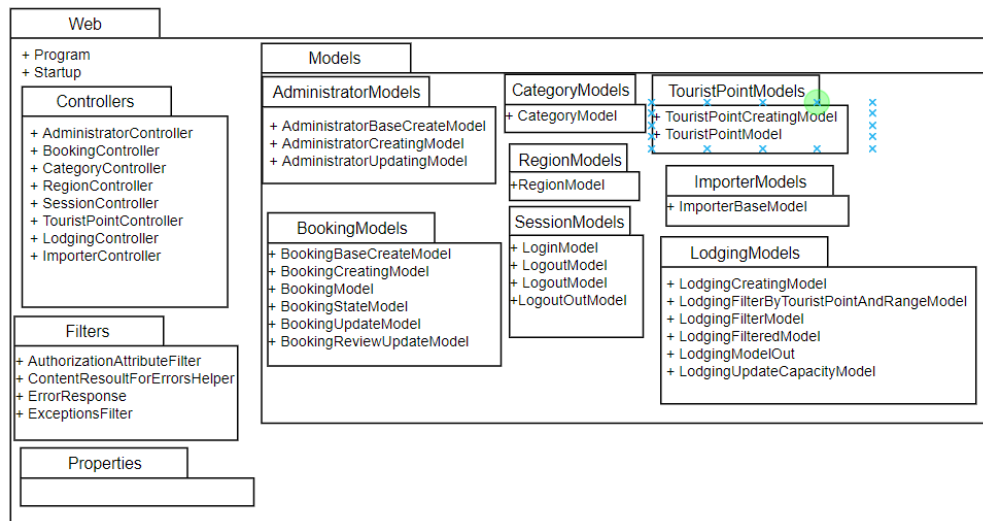 Web
+ Program
+ Startup
Controllers
+ AdministratorController
+ BookingController
+ CategoryController
+ RegionController
+ SessionController
+ TouristPointController
+ LodgingController
+ ImporterController
Filters
+ AuthorizationAttributeFilter
+ ContentResoultForErrorsHelper
+ ErrorResponse
+ ExceptionsFilter
Properties
Models
AdministratorModels
+ AdministratorBaseCreateModel
+ AdministratorCreatingModel
+ AdministratorUpdatingModel
BookingModels
+ BookingBaseCreateModel
+ BookingCreatingModel
+ BookingModel
+ BookingStateModel
+ BookingUpdateModel
+ BookingReviewUpdateModel
CategoryModels
+ CategoryModel
RegionModels
+RegionModel
SessionModels
+ LoginModel
+ LogoutModel
+ LogoutModel
+LogoutOutModel
TouristPointModels
+ TouristPointCreatingModel
+ TouristPointModel
ImporterModels
+ ImporterBaseModel
LodgingModels
+ LodgingCreatingModel
+ LodgingFilterByTouristPointAndRangeModel
+ LodgingFilterModel
+ LodgingFilteredModel
+ LodgingModelOut
+ LodgingUpdateCapacityModel